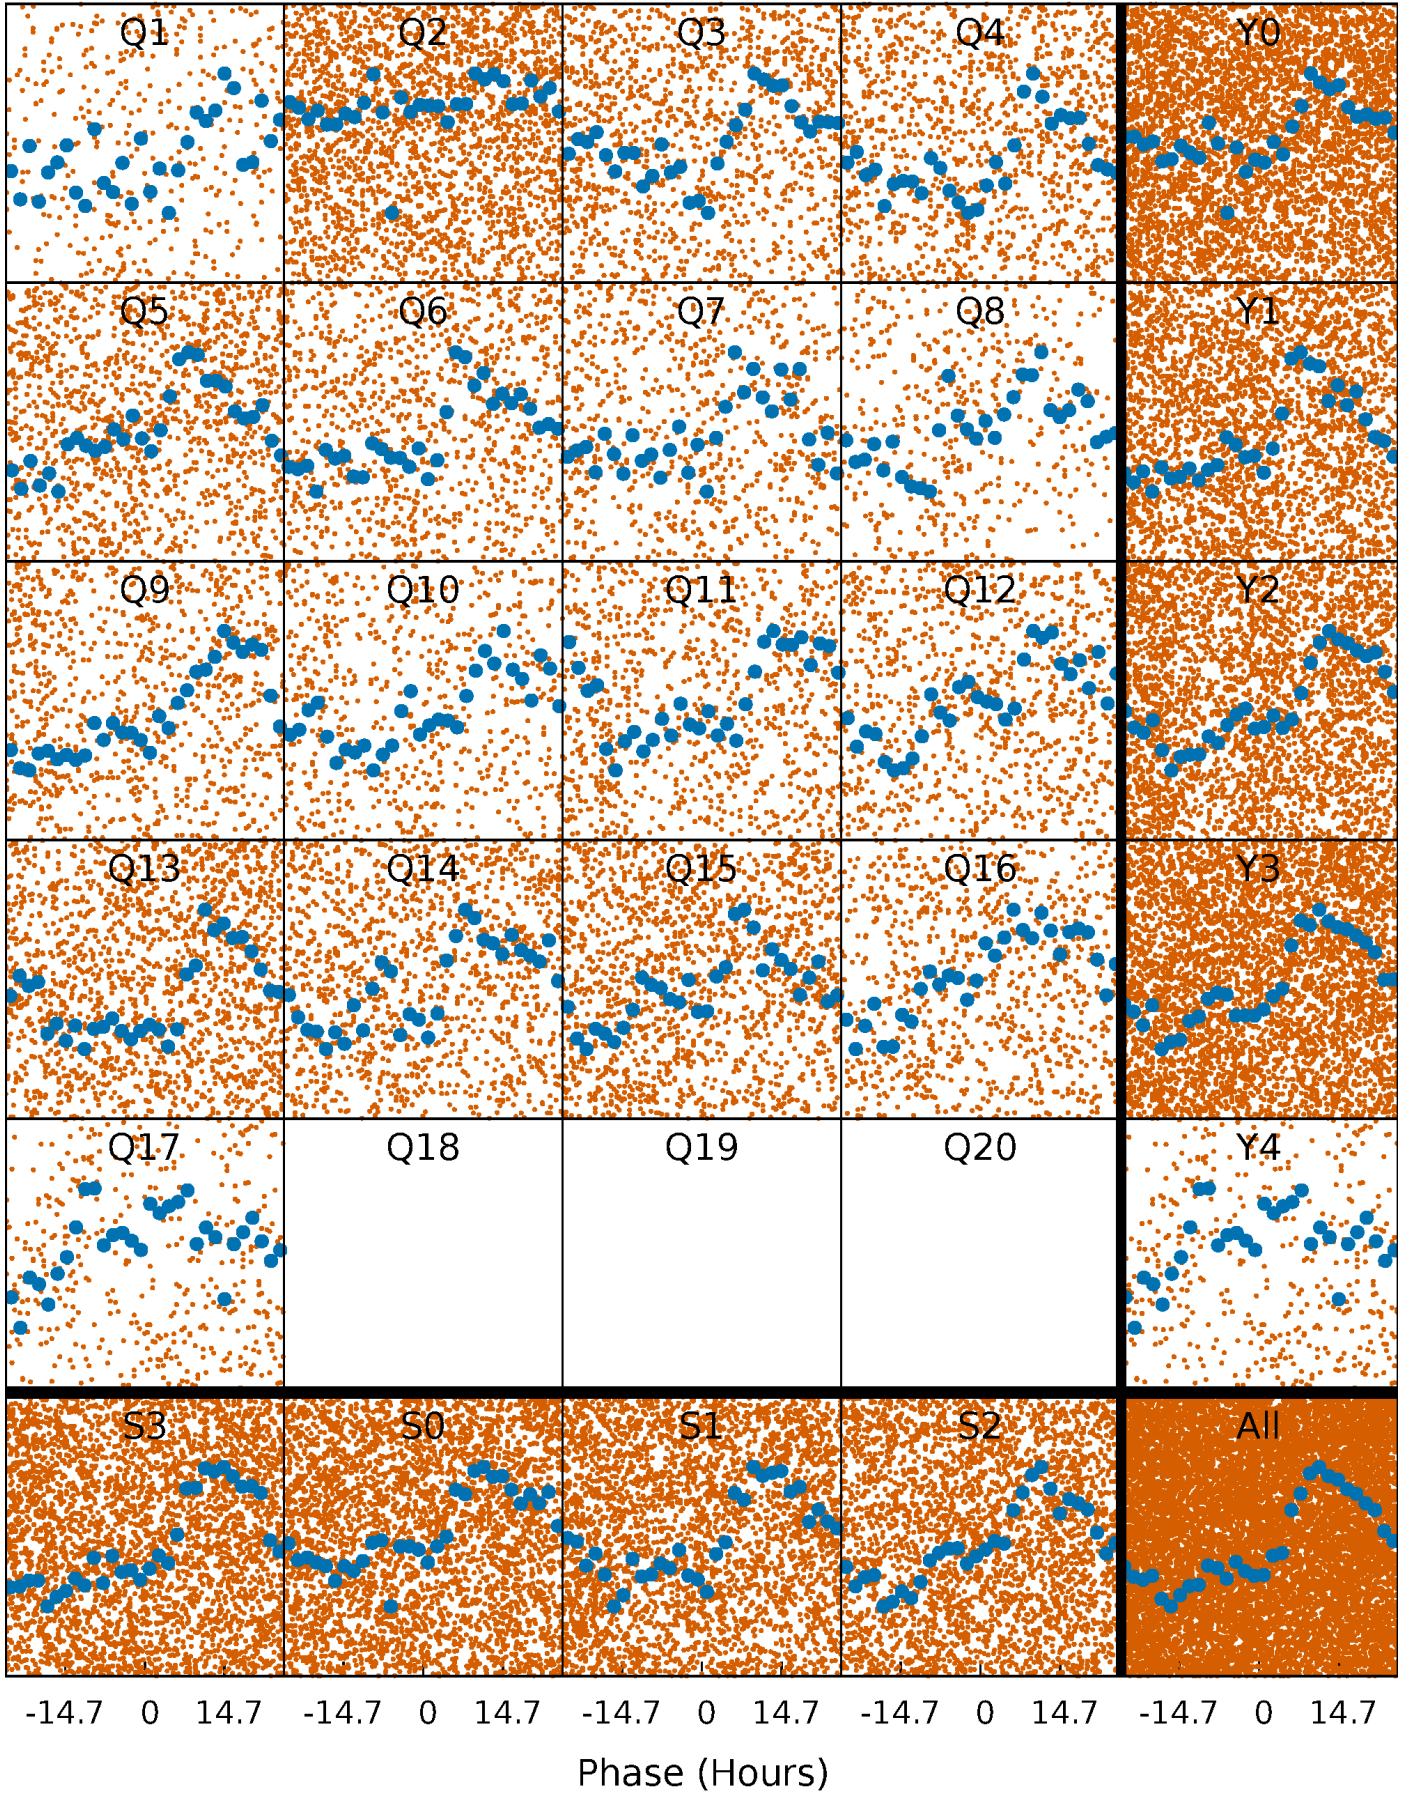 Q1 Q2 Q3 Q4 Y0
Q5 Q6 Q7 Q8 Y1
Q9 Q10 Q11 Q12 Y2
Q13 Q14 Q15 Q16 Y3
Q17 Q18 Q19 Q20 Y4
S3 S0 S1 S2 All
-14.7 0 14.7 -14.7 0 14.7 -14.7 0 14.7 -14.7 0 14.7 -14.7 0 14.7
Phase (Hours)